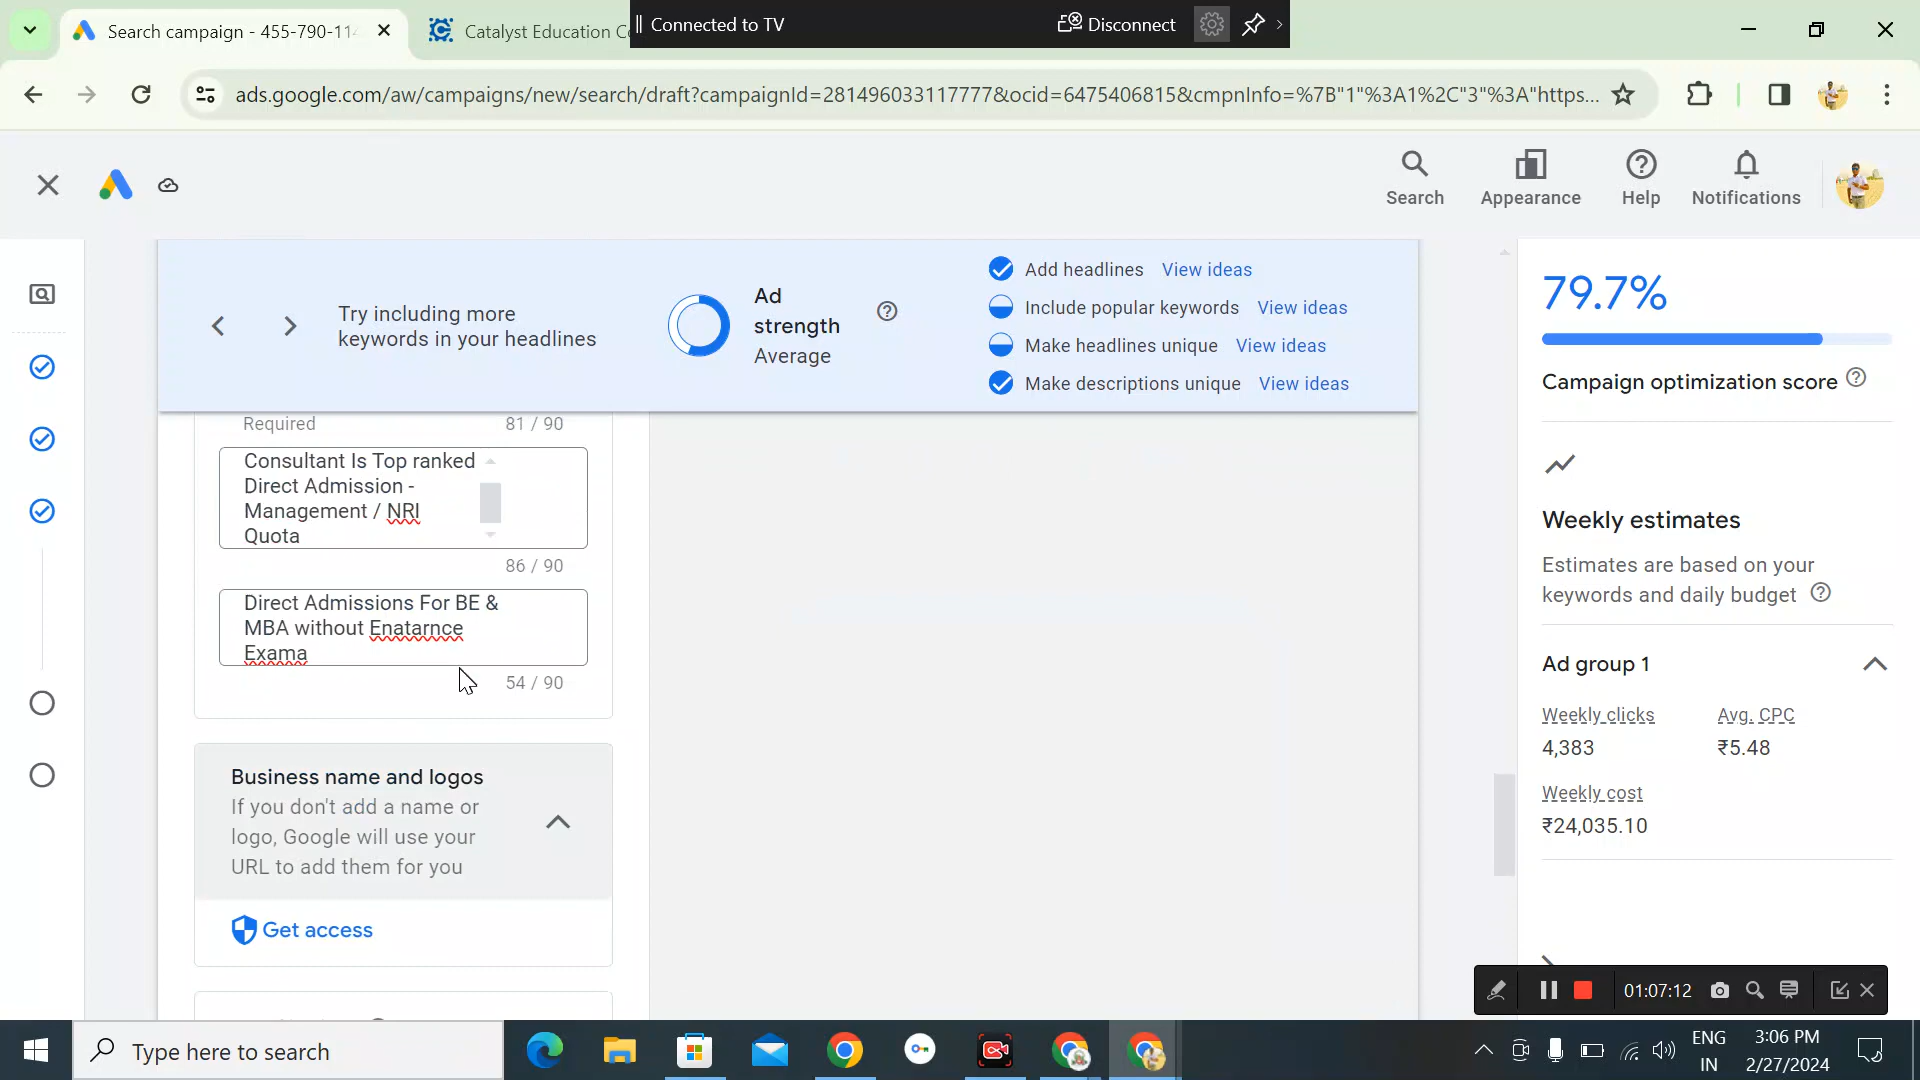 Search campaign - 455-790-114
Catalyst Education Co
Connected to TV
Disconnect
ads.google.com/aw/campaigns/new/search/draft?campaignId=281496033117777&ocid=6475406815&cmpnInfo=%7B"1"%3A1%2C"3"%3A"https...
Search
Appearance
Help
Notifications
Try including more
keywords in your headlines
Ad
strength
Average
Add headlines View ideas
Include popular keywords View ideas
Make headlines unique View ideas
Make descriptions unique View ideas
Required 81 / 90
Consultant Is Top ranked
Direct Admission -
Management / NRI
Quota
86 / 90
Direct Admissions For BE &
MBA without Enatarnce
Exama
54 / 90
Business name and logos
If you don't add a name or
logo, Google will use your
URL to add them for you
Get access
79.7%
Campaign optimization score
Weekly estimates
Estimates are based on your
keywords and daily budget
Ad group 1
Weekly clicks Avg. CPC
4,383 ₹5.48
Weekly cost
₹24,035.10
01:07:12
Type here to search
ENG
IN
3:06 PM
2/27/2024